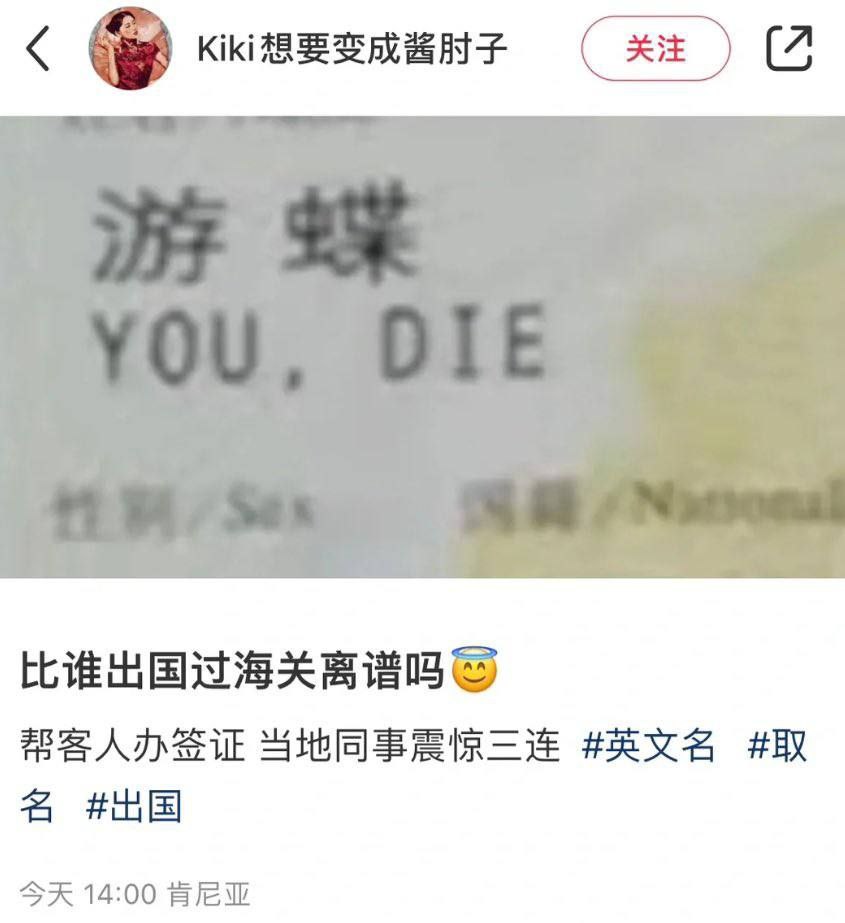 Kiki想要变成酱肘子
关注
游 蝶
YOU, DIE
性别/Sex 国籍/National
比谁出国过海关离谱吗😇
帮客人办签证 当地同事震惊三连 #英文名 #取
名 #出国
今天 14:00 肯尼亚